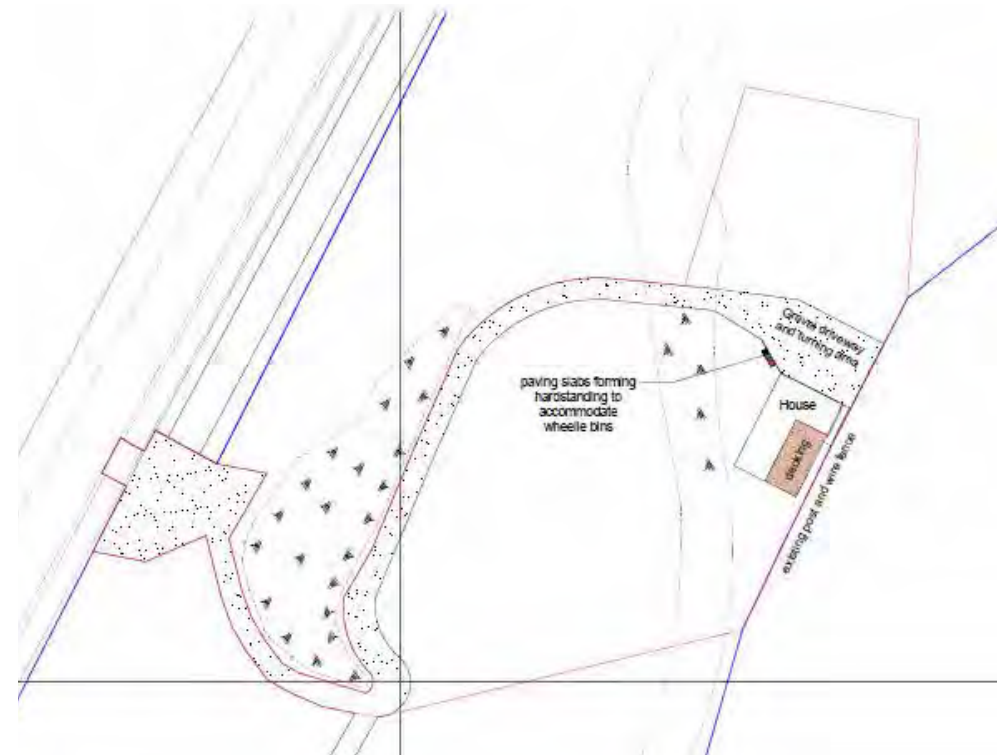 Gravel driveway
and turning area
paving slabs forming
hardstanding to
accommodate
wheelie bins
House
decking
existing post and wire fence